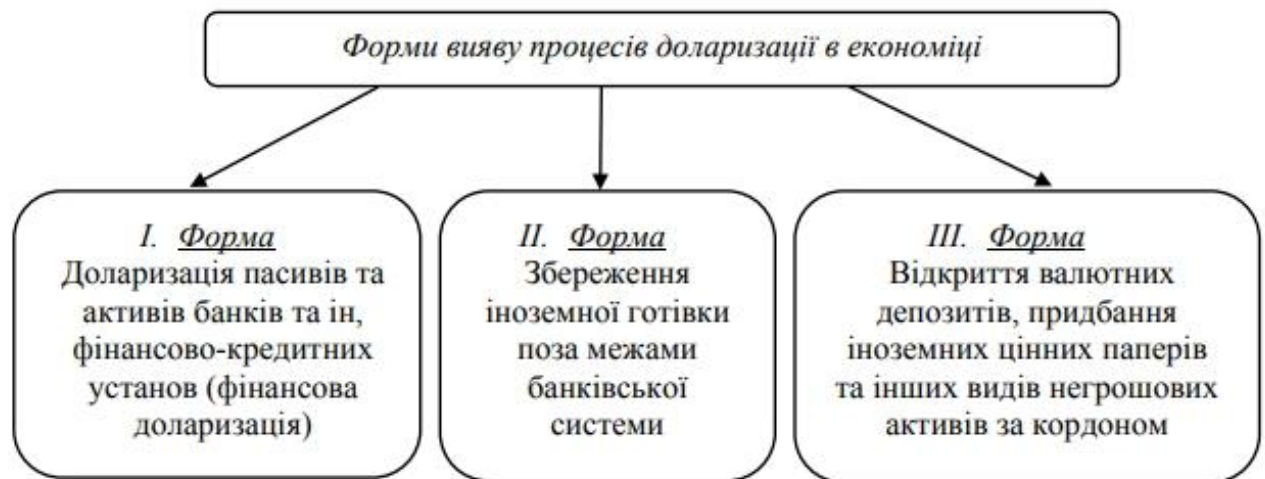 Форми вияву процесів доларизації в економіці
I. Форма
Доларизація пасивів та
активів банків та ін,
фінансово-кредитних
установ (фінансова
доларизація)
II. Форма
Збереження
іноземної готівки
поза межами
банківської
системи
III. Форма
Відкриття валютних
депозитів, придбання
іноземних цінних паперів
та інших видів негрошових
активів за кордоном